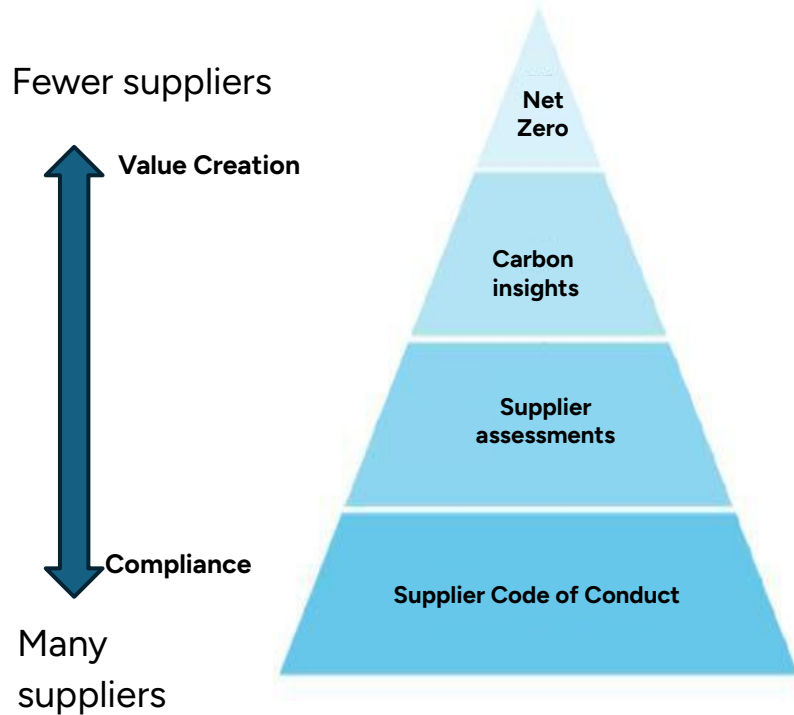 Fewer suppliers
Value Creation
Compliance
Many
suppliers
Net
Zero
Carbon
insights
Supplier
assessments
Supplier Code of Conduct